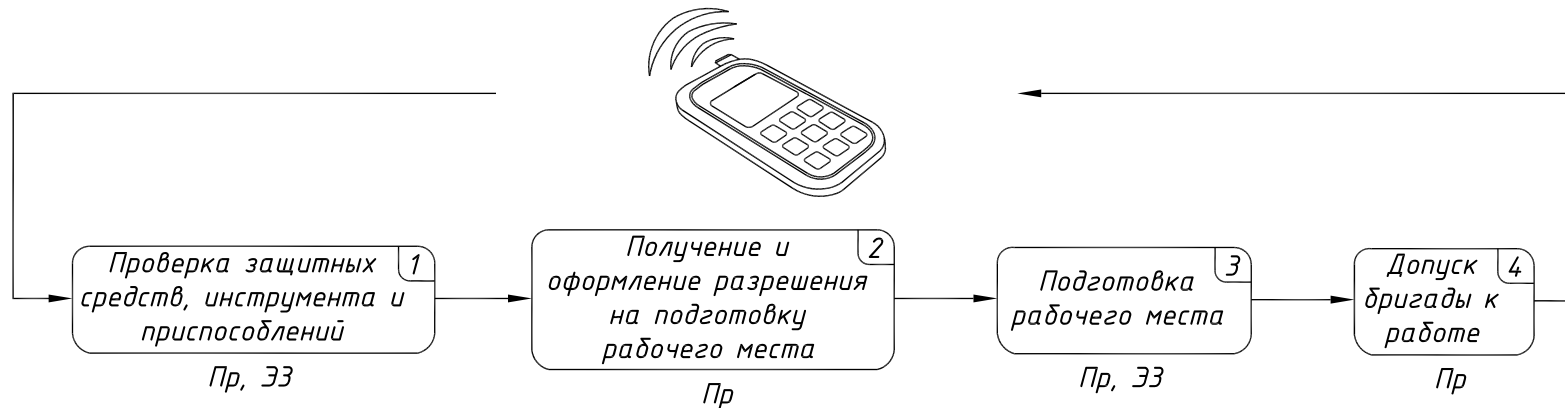 Проверка защитных
средств, инструмента и
приспособлений
1
Пр, ЭЗ
Получение и
оформление разрешения
на подготовку
рабочего места
2
Пр
Подготовка
рабочего места
3
Пр, ЭЗ
Допуск
бригады к
работе
4
Пр